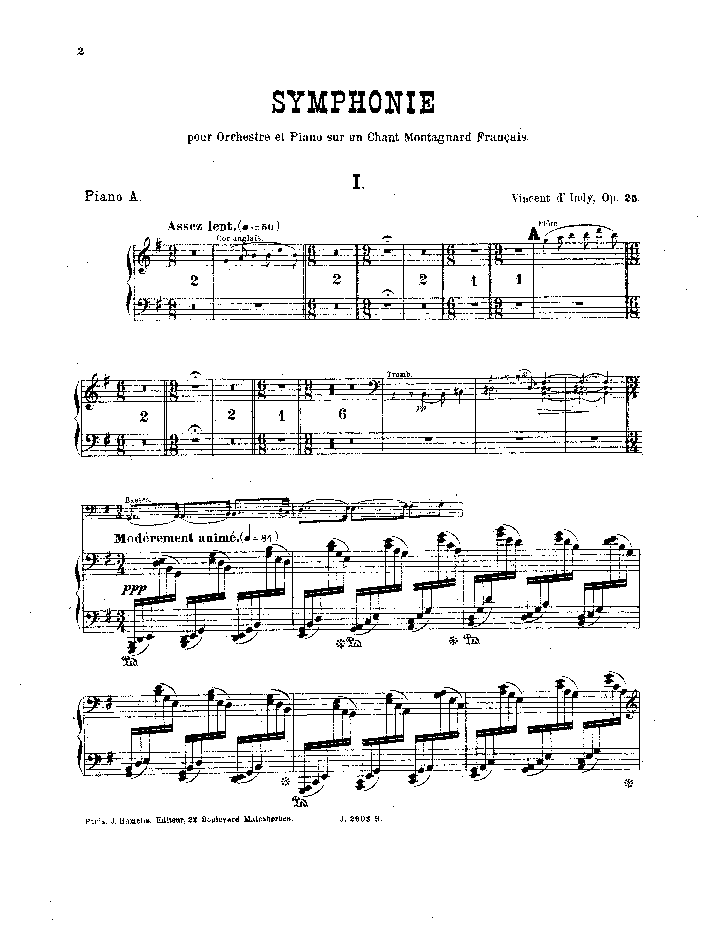 2
SYMPHONIE
pour Orchestre et Piano sur un Chant Montagnard Français.
I.
Piano A.
Vincent d'Indy, Op. 25.
Assez lent. (♩.=50)
Cor anglais.
A
Flûte
2
2
2
1
1
Tromb.
2
2
1
6
pp
Basses.
Modérement animé. (♩=84)
ppp
Ped.
* Ped.
* Ped.
* Ped.
*
Paris, J. Hamelle, Editeur, 22 Boulevard Malesherbes.
J. 2603 H.